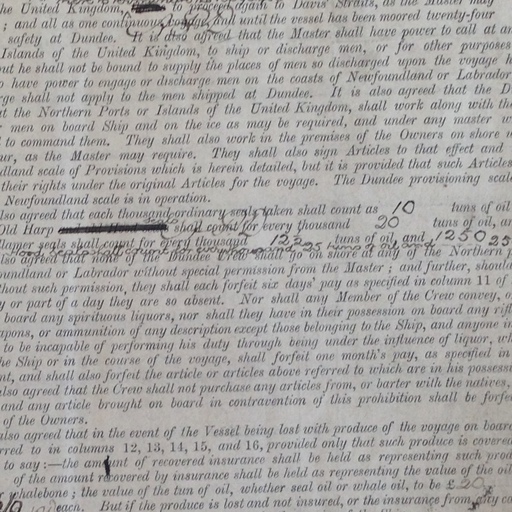 the United Kingdom excepting again to Davis' Straits, as the Master may
; and all as one continuous voyage, and until the vessel has been moored twenty-four
safety at Dundee. It is also agreed that the Master shall have power to call at an
Islands of the United Kingdom, to ship or discharge men, or for other purposes
but he shall not be bound to supply the places of men so discharged upon the voyage h
o have power to engage or discharge men on the coasts of Newfoundland or Labrador
rge shall not apply to the men shipped at Dundee. It is also agreed that the D
at the Northern Ports or Islands of the United Kingdom, shall work along with the
r men on board Ship and on the ice as may be required, and under any master w
l to command them. They shall also work in the premises of the Owners on shore
ur, as the Master may require. They shall also sign Articles to that effect and
dland scale of Provisions which is herein detailed, but it is provided that such Articles
their rights under the original Articles for the voyage. The Dundee provisioning scale
Newfoundland scale is in operation.
lso agreed that each thousand ordinary seals taken shall count as 10 tuns of oil
Old Harp shall count for every thousand 20 tuns of oil, an
seals shall count for every thousand tuns of oil, and 1250
also agreed that shall go on shore at any of the Northern p
oundland or Labrador without special permission from the Master; and further, should
thout such permission, they shall each forfeit six days' pay as specified in column 11 of
y or part of a day they are so absent. Nor shall any Member of the Crew convey, o
board any spirituous liquors, nor shall they have in their possession on board any rifl
apons, or ammunition of any description except those belonging to the Ship, and anyone in
to be incapable of performing his duty through being under the influence of liquor, wh
he Ship or in the course of the voyage, shall forfeit one month's pay, as specified in
nt, and shall also forfeit the article or articles above referred to which are in his possess
also agreed that the Crew shall not purchase any articles from, or barter with the natives,
and any article brought on board in contravention of this prohibition shall be forfei
of the Owners.
also agreed that in the event of the Vessel being lost with produce of the voyage on board
rred to in columns 12, 13, 14, 15, and 16, provided only that such produce is covered
to say:—the amount of recovered insurance shall be held as representing such prod
of the amount recovered by insurance shall be held as representing the value of the oil
r whalebone; the value of the tun of oil, whether seal oil or whale oil, to be £20
each. But if the produce is lost and not insured, or the insurance from any ca